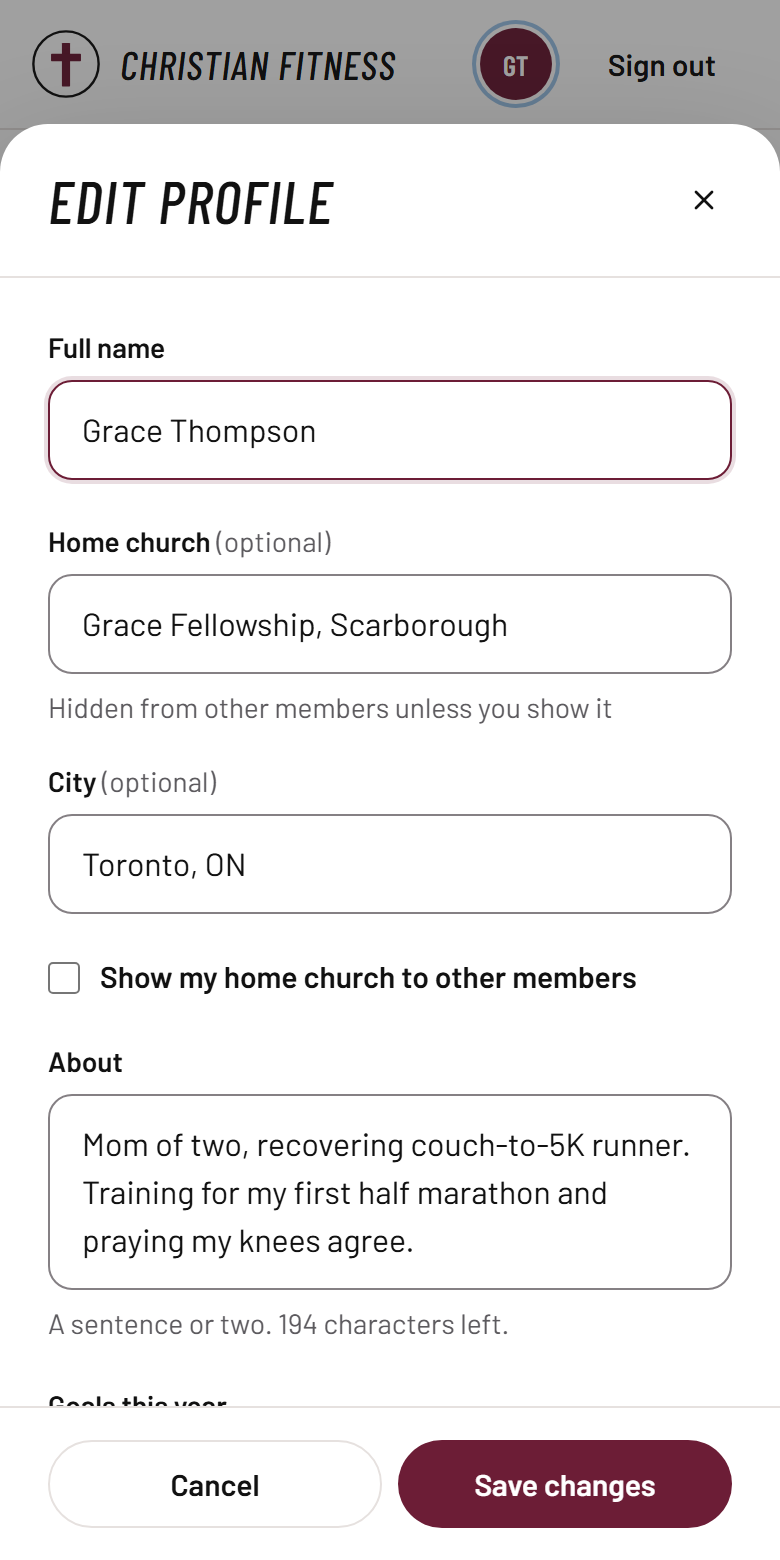 CHRISTIAN FITNESS
GT
Sign out
EDIT PROFILE
Full name
Grace Thompson
Home church (optional)
Grace Fellowship, Scarborough
Hidden from other members unless you show it
City (optional)
Toronto, ON
Show my home church to other members
About
Mom of two, recovering couch-to-5K runner.
Training for my first half marathon and
praying my knees agree.
A sentence or two. 194 characters left.
Goals this year
Cancel
Save changes